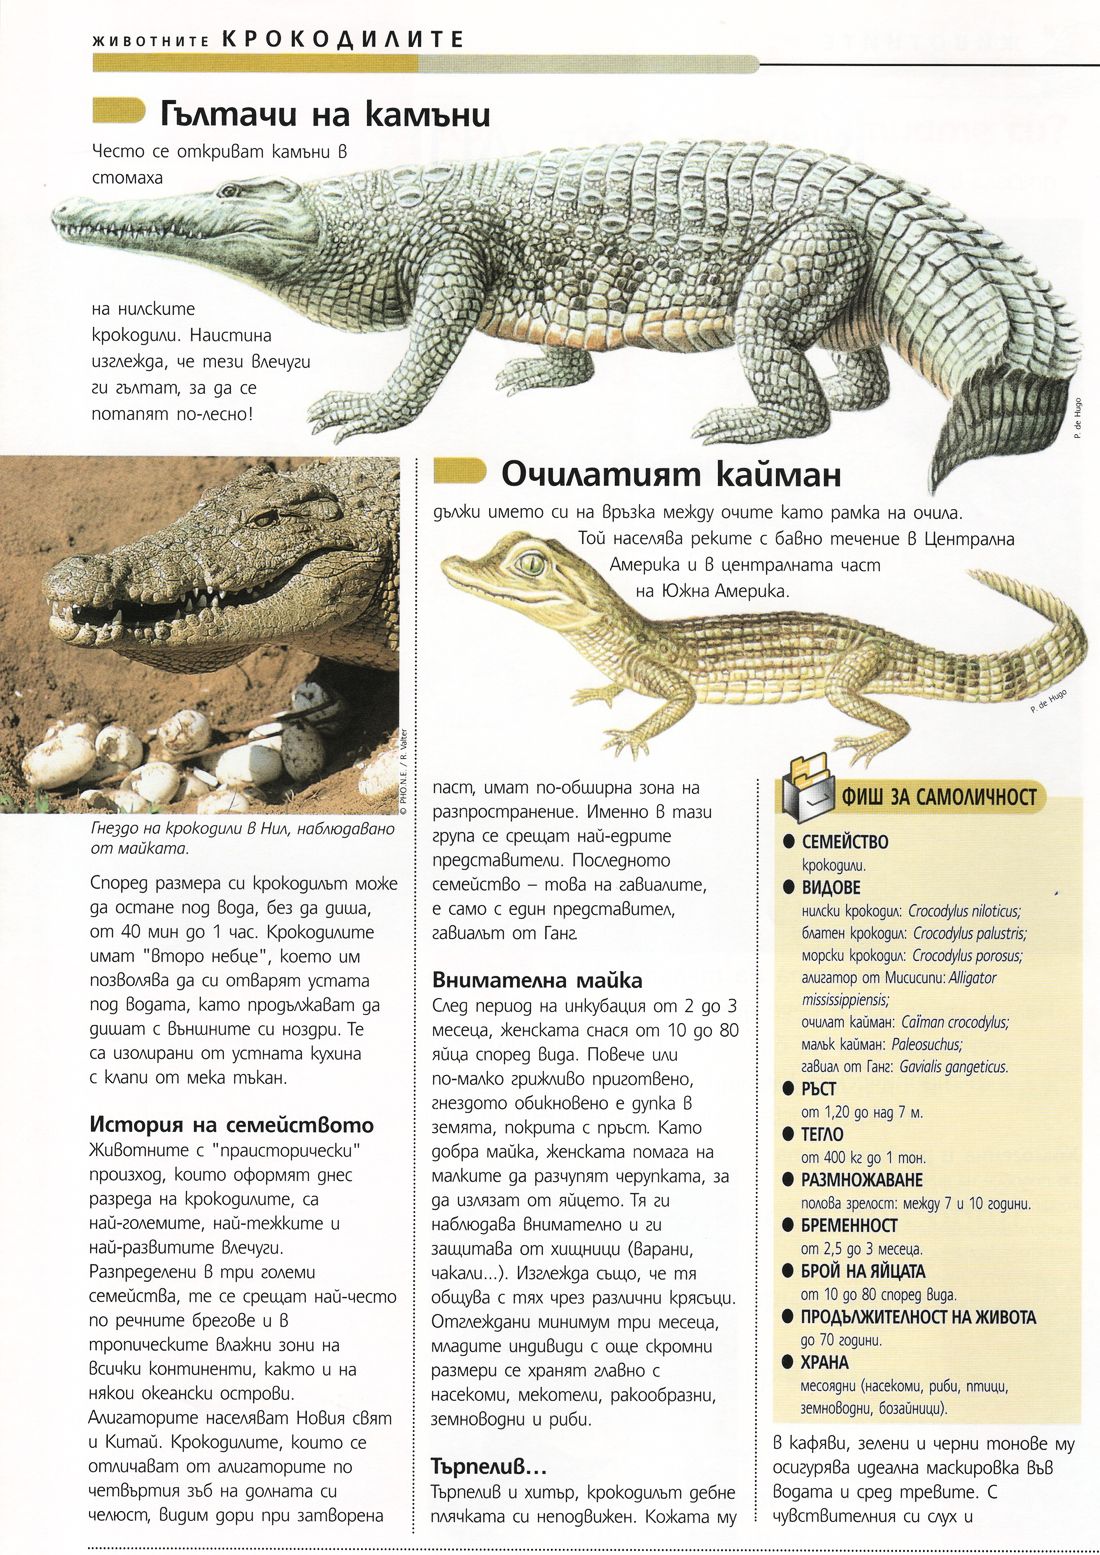 ЖИВОТНИТЕ КРОКОДИЛИТЕ
Гълтачи на камъни
Често се откриват камъни в
стомаха
на нилските
крокодили. Наистина
изглежда, че тези влечуги
ги гълтат, за да се
потапят по-лесно!
P. de Hugo
© PHO.N.E. / R. Valter
Гнездо на крокодили в Нил, наблюдавано
от майката.
Според размера си крокодилът може
да остане под вода, без да диша,
от 40 мин до 1 час. Крокодилите
имат "второ небце", което им
позволява да си отварят устата
под водата, като продължават да
дишат с външните си ноздри. Те
са изолирани от устната кухина
с клапи от мека тъкан.
История на семейството
Животните с "праисторически"
произход, които оформят днес
разреда на крокодилите, са
най-големите, най-тежките и
най-развитите влечуги.
Разпределени в три големи
семейства, те се срещат най-често
по речните брегове и в
тропическите влажни зони на
всички континенти, както и на
някои океански острови.
Алигаторите населяват Новия свят
и Китай. Крокодилите, които се
отличават от алигаторите по
четвъртия зъб на долната си
челюст, видим дори при затворена
Очилатият кайман
дължи името си на връзка между очите като рамка на очила.
Той населява реките с бавно течение в Централна
Америка и в централната част
на Южна Америка.
P. de Hugo
паст, имат по-обширна зона на
разпространение. Именно в тази
група се срещат най-едрите
представители. Последното
семейство – това на гавиалите,
е само с един представител,
гавиалът от Ганг.
Внимателна майка
След период на инкубация от 2 до 3
месеца, женската снася от 10 до 80
яйца според вида. Повече или
по-малко грижливо приготвено,
гнездото обикновено е дупка в
земята, покрита с пръст. Като
добра майка, женската помага на
малките да разчупят черупката, за
да излязат от яйцето. Тя ги
наблюдава внимателно и ги
защитава от хищници (варани,
чакали...). Изглежда също, че тя
общува с тях чрез различни крясъци.
Отглеждани минимум три месеца,
младите индивиди с още скромни
размери се хранят главно с
насекоми, мекотели, ракообразни,
земноводни и риби.
Търпелив...
Търпелив и хитър, крокодилът дебне
плячката си неподвижен. Кожата му
ФИШ ЗА САМОЛИЧНОСТ
● СЕМЕЙСТВО
крокодили.
● ВИДОВЕ
нилски крокодил: Crocodylus niloticus;
блатен крокодил: Crocodylus palustris;
морски крокодил: Crocodylus porosus;
алигатор от Мисисипи: Alligator
mississippiensis;
очилат кайман: Caïman crocodylus;
малък кайман: Paleosuchus;
гавиал от Ганг: Gavialis gangeticus.
● РЪСТ
от 1,20 до над 7 м.
● ТЕГЛО
от 400 кг до 1 тон.
● РАЗМНОЖАВАНЕ
полова зрелост: между 7 и 10 години.
● БРЕМЕННОСТ
от 2,5 до 3 месеца.
● БРОЙ НА ЯЙЦАТА
от 10 до 80 според вида.
● ПРОДЪЛЖИТЕЛНОСТ НА ЖИВОТА
до 70 години.
● ХРАНА
месоядни (насекоми, риби, птици,
земноводни, бозайници).
в кафяви, зелени и черни тонове му
осигурява идеална маскировка във
водата и сред тревите. С
чувствителния си слух и